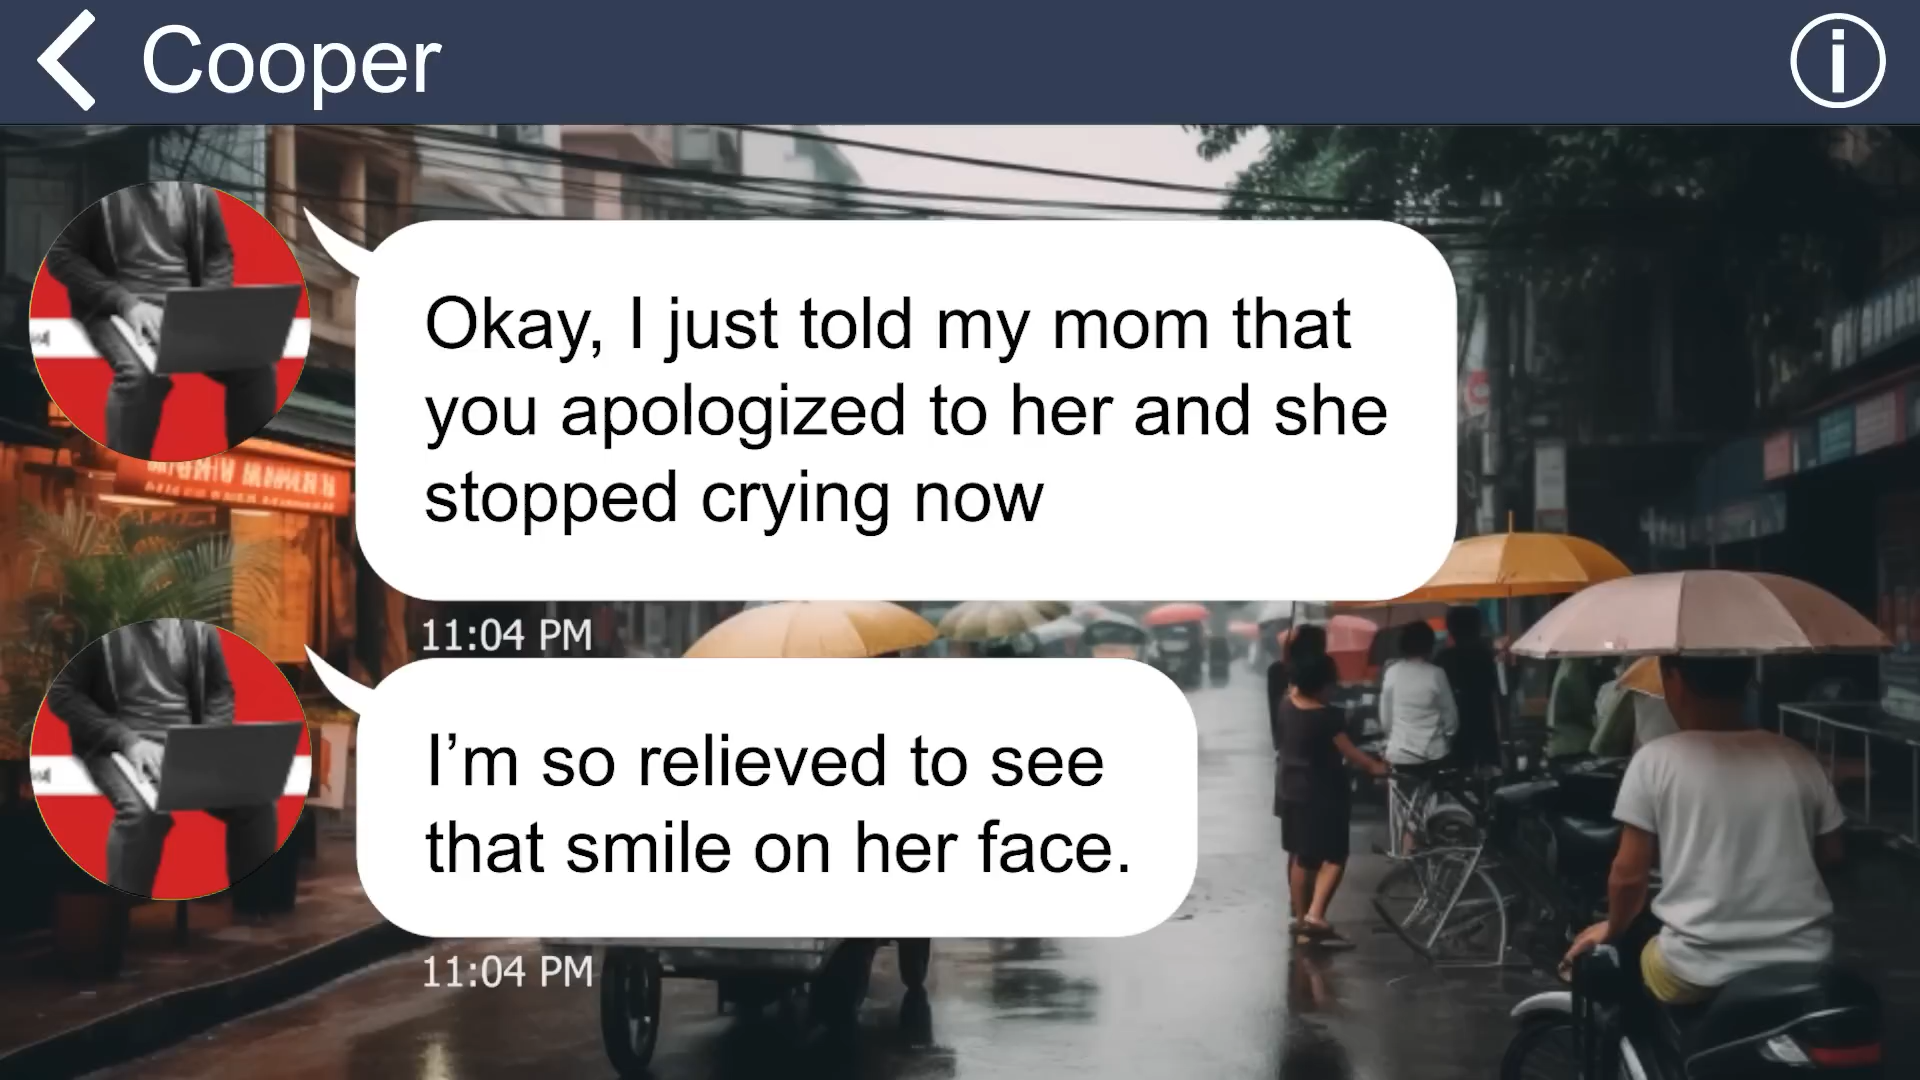 Cooper
Okay, I just told my mom that
you apologized to her and she
stopped crying now
11:04 PM
I’m so relieved to see
that smile on her face.
11:04 PM